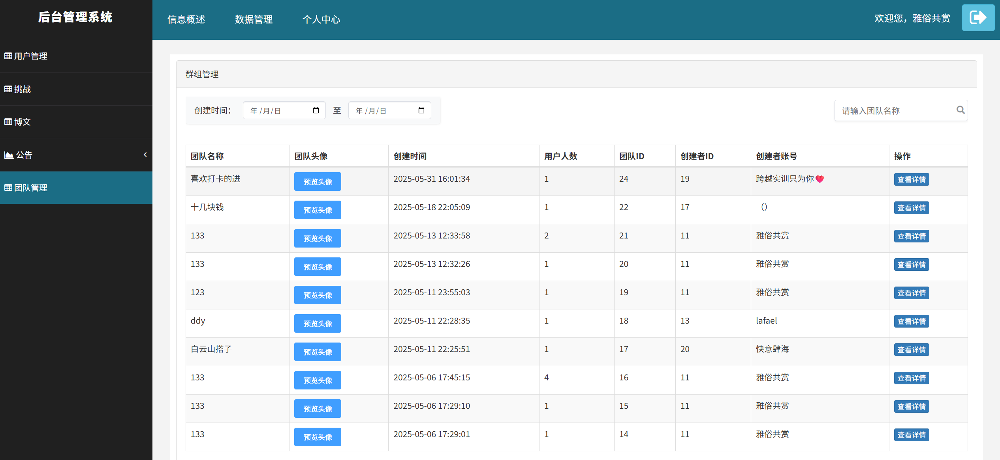 后台管理系统
信息概述 数据管理 个人中心
欢迎您，雅俗共赏
用户管理
挑战
博文
公告
团队管理
群组管理
创建时间： 年 /月/日 至 年 /月/日
请输入团队名称
团队名称 团队头像 创建时间 用户人数 团队ID 创建者ID 创建者账号 操作
喜欢打卡的进 预览头像 2025-05-31 16:01:34 1 24 19 跨越实训只为你❤️ 查看详情
十几块钱 预览头像 2025-05-18 22:05:09 1 22 17 （） 查看详情
133 预览头像 2025-05-13 12:33:58 2 21 11 雅俗共赏 查看详情
133 预览头像 2025-05-13 12:32:26 1 20 11 雅俗共赏 查看详情
123 预览头像 2025-05-11 23:55:03 1 19 11 雅俗共赏 查看详情
ddy 预览头像 2025-05-11 22:28:35 1 18 13 lafael 查看详情
白云山搭子 预览头像 2025-05-11 22:25:51 1 17 20 快意肆海 查看详情
133 预览头像 2025-05-06 17:45:15 4 16 11 雅俗共赏 查看详情
133 预览头像 2025-05-06 17:29:10 1 15 11 雅俗共赏 查看详情
133 预览头像 2025-05-06 17:29:01 1 14 11 雅俗共赏 查看详情